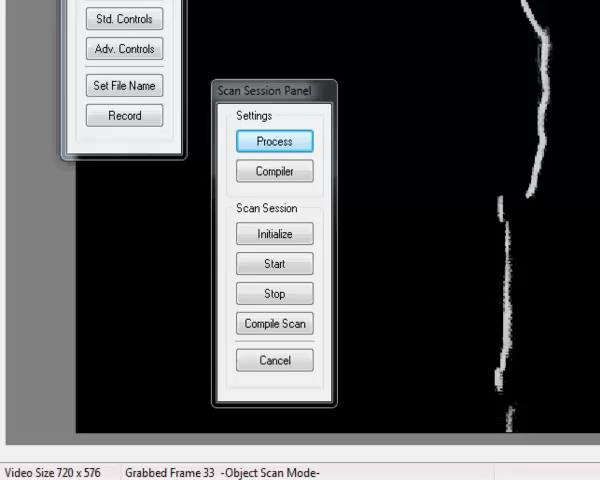 Std. Controls
Adv. Controls
Set File Name
Record
Scan Session Panel
Settings
Process
Compiler
Scan Session
Initialize
Start
Stop
Compile Scan
Cancel
Video Size 720 x 576 Grabbed Frame 33 -Object Scan Mode-